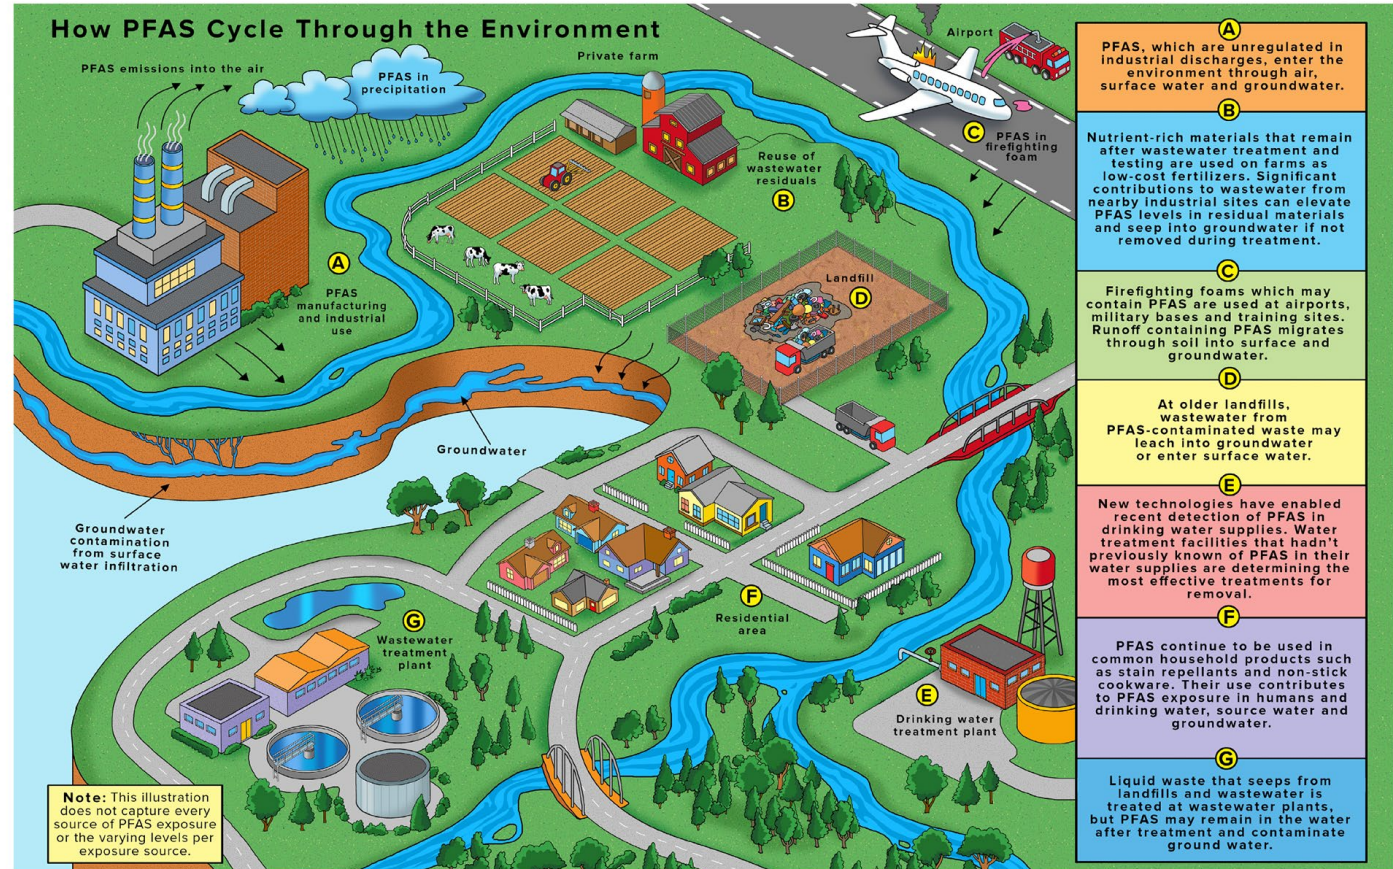 How PFAS Cycle Through the Environment
PFAS emissions into the air
PFAS in
precipitation
Private farm
Airport
C
PFAS in
firefighting
foam
Reuse of
wastewater
residuals
B
A
PFAS
manufacturing
and industrial
use
Landfill
D
Groundwater
Groundwater
contamination
from surface
water infiltration
F
Residential
area
G
Wastewater
treatment
plant
E
Drinking water
treatment plant
Note: This illustration
does not capture every
source of PFAS exposure
or the varying levels per
exposure source.
A
PFAS, which are unregulated in
industrial discharges, enter the
environment through air,
surface water and groundwater.
B
Nutrient-rich materials that remain
after wastewater treatment and
testing are used on farms as
low-cost fertilizers. Significant
contributions to wastewater from
nearby industrial sites can elevate
PFAS levels in residual materials
and seep into groundwater if not
removed during treatment.
C
Firefighting foams which may
contain PFAS are used at airports,
military bases and training sites.
Runoff containing PFAS migrates
through soil into surface and
groundwater.
D
At older landfills,
wastewater from
PFAS-contaminated waste may
leach into groundwater
or enter surface water.
E
New technologies have enabled
recent detection of PFAS in
drinking water supplies. Water
treatment facilities that hadn't
previously known of PFAS in their
water supplies are determining the
most effective treatments for
removal.
F
PFAS continue to be used in
common household products such
as stain repellants and non-stick
cookware. Their use contributes
to PFAS exposure in humans and
drinking water, source water and
groundwater.
G
Liquid waste that seeps from
landfills and wastewater is
treated at wastewater plants,
but PFAS may remain in the water
after treatment and contaminate
ground water.